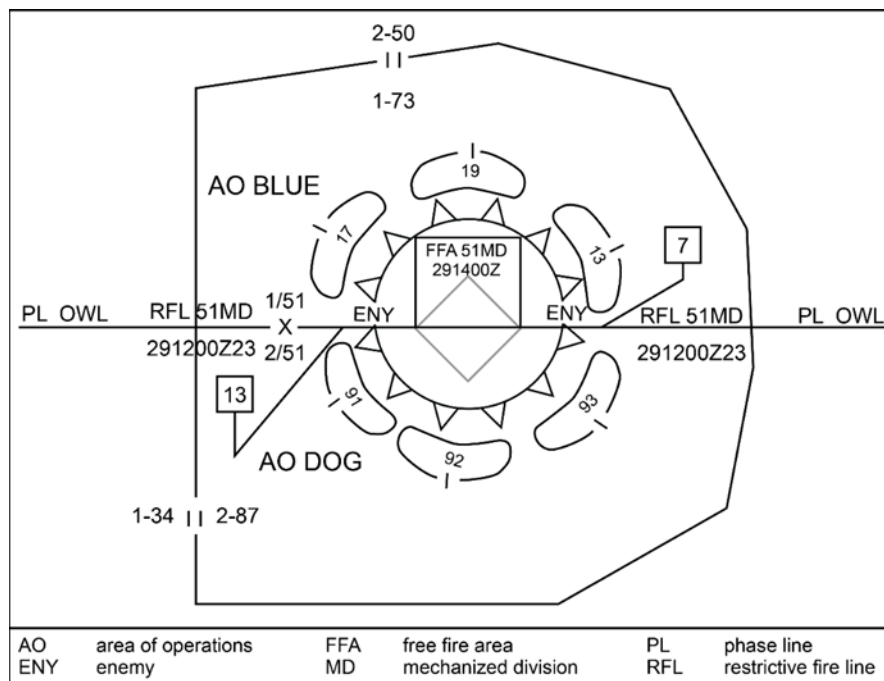 2-50
1-73
AO BLUE
19
17
13
FFA 51MD
291400Z
7
PL OWL
RFL 51MD
1/51
X
ENY
ENY
RFL 51MD
PL OWL
291200Z23
2/51
291200Z23
13
91
93
92
AO DOG
1-34
2-87
AO area of operations FFA free fire area PL phase line
ENY enemy MD mechanized division RFL restrictive fire line